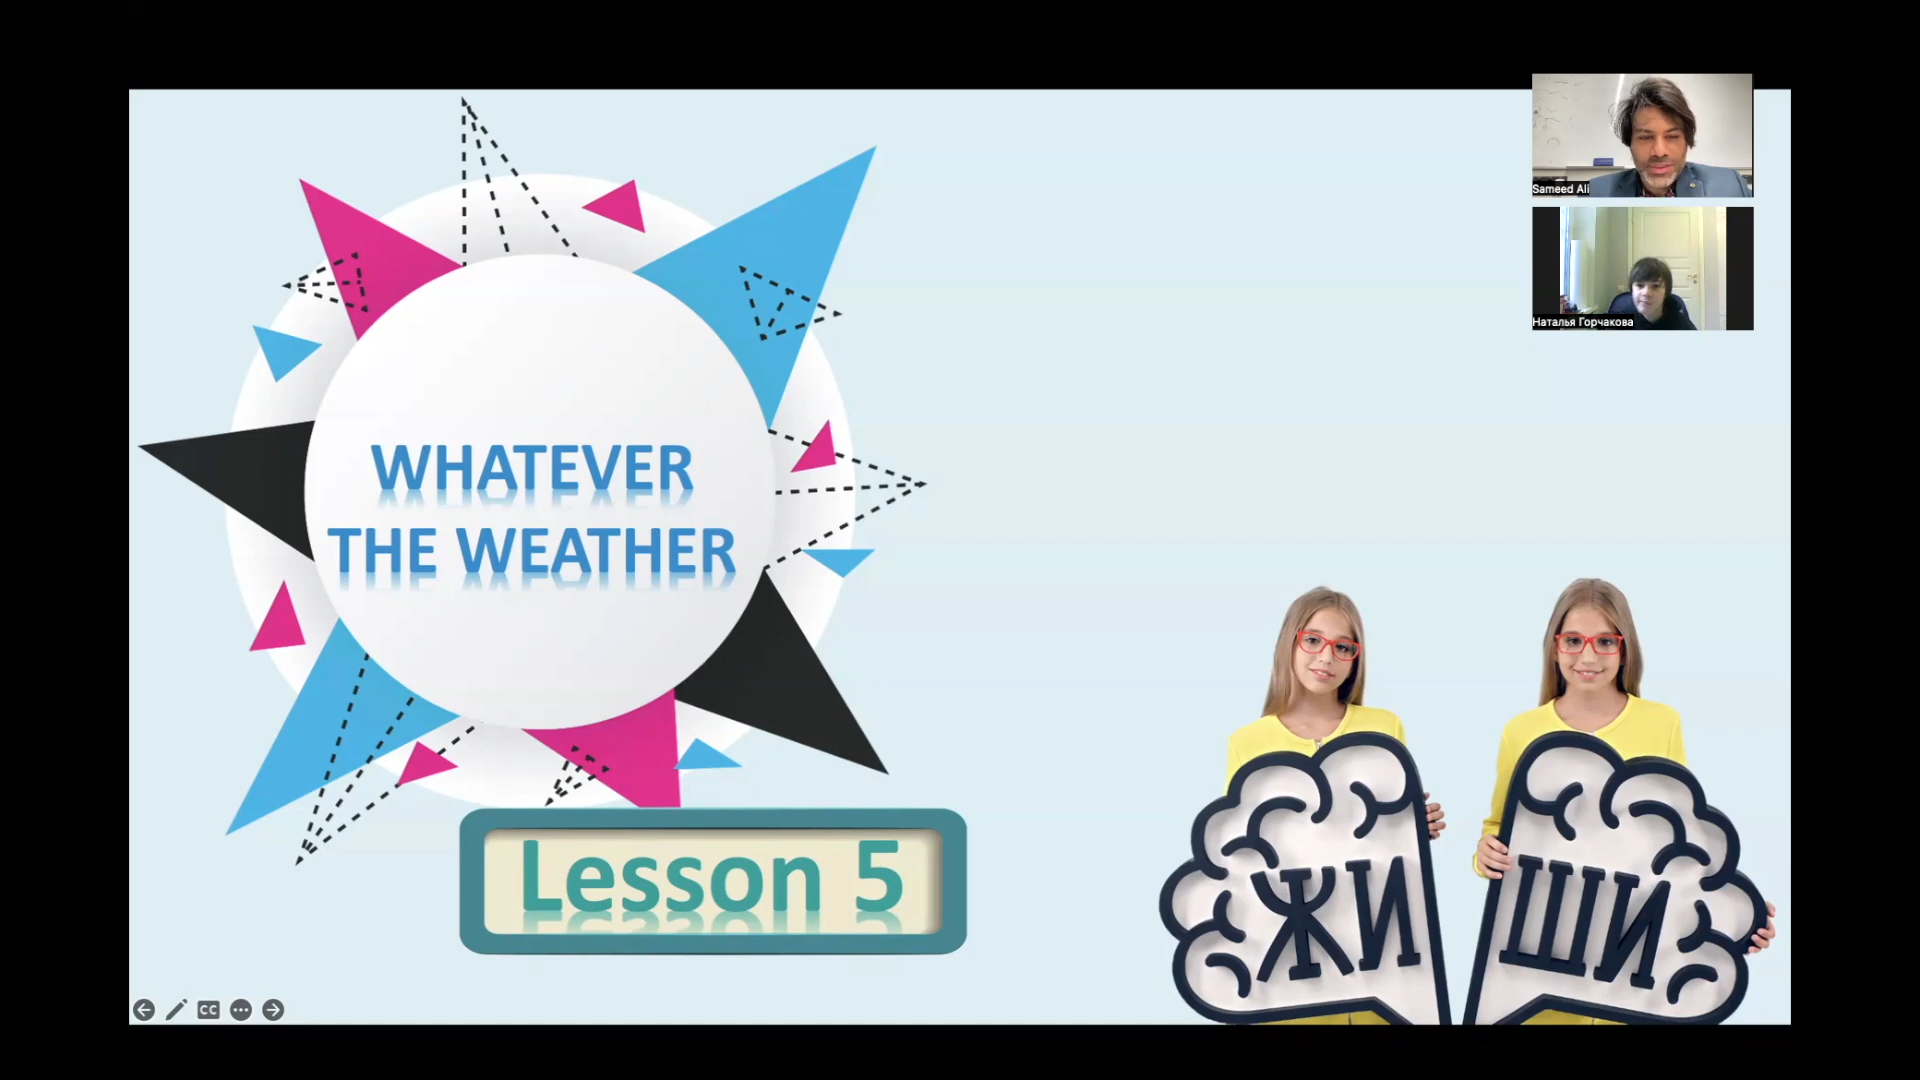 WHATEVER
THE WEATHER
Lesson 5
Sameed Ali
Наталья Горчакова
ЖИ
ШИ
CC